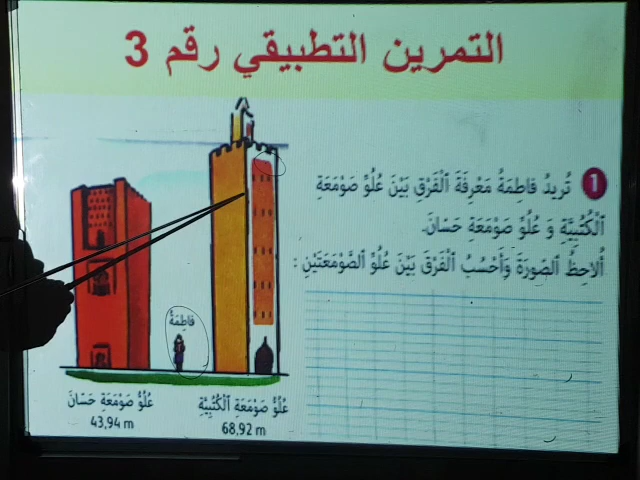 التمرين التطبيقي رقم 3
1 تُرِيدُ فَاطِمَةُ مَعْرِفَةَ ٱلْفَرْقِ بَيْنَ عُلُوِّ صَوْمَعَةِ
ٱلْكُتُبِيَّةِ وَ عُلُوِّ صَوْمَعَةِ حَسَانَ.
أُلَاحِظُ ٱلصُّورَةَ وَأَحْسُبُ ٱلْفَرْقَ بَيْنَ عُلُوِّ ٱلصَّوْمَعَتَيْنِ :
فَاطِمَةُ
عُلُوُّ صَوْمَعَةِ ٱلْكُتُبِيَّةِ
68,92 m
عُلُوُّ صَوْمَعَةِ حَسَانَ
43,94 m